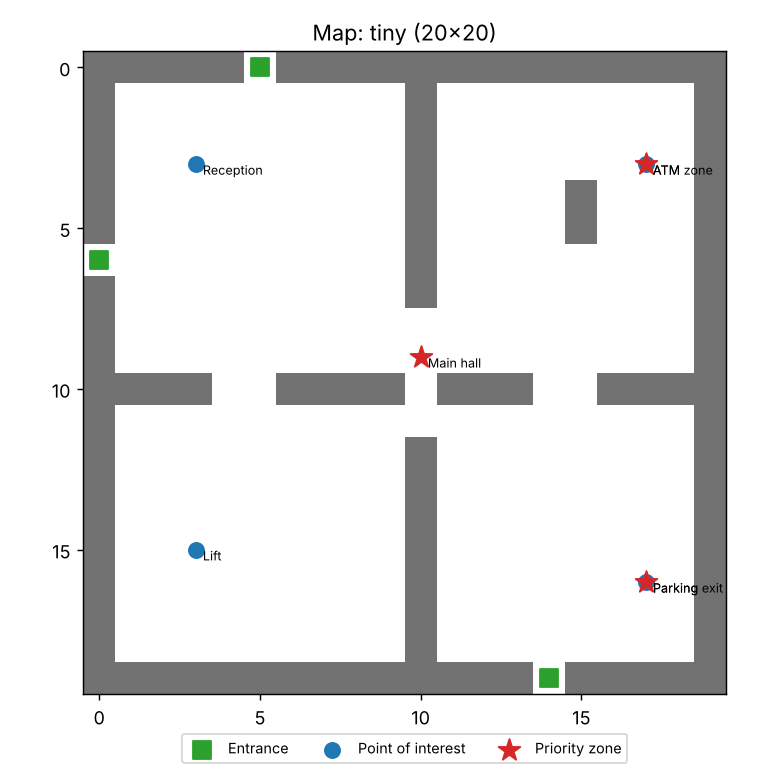 Map: tiny (20×20)
0
Reception
ATM zone
5
Main hall
10
15
Lift
Parking exit
0
5
10
15
Entrance
Point of interest
Priority zone